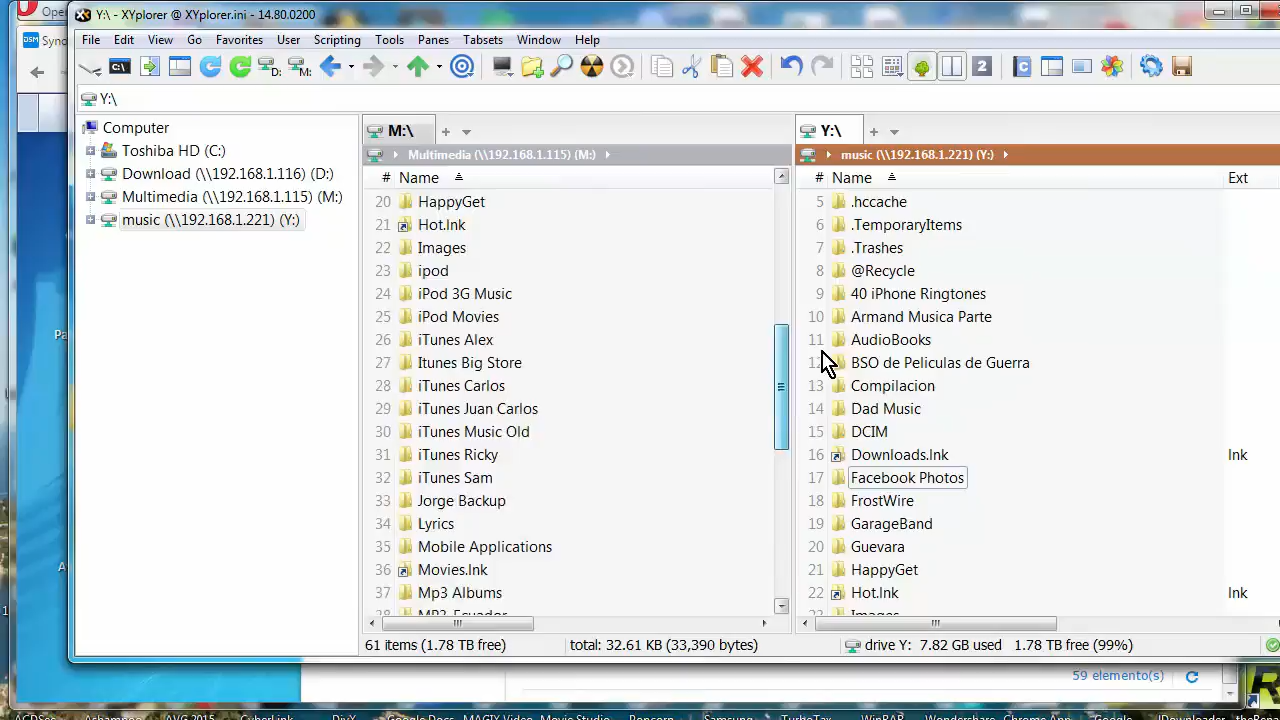 Y:\ - XYplorer @ XYplorer.ini - 14.80.0200
File Edit View Go Favorites User Scripting Tools Panes Tabsets Window Help
D: M: 2
Y:\
Computer
Toshiba HD (C:)
Download (\\192.168.1.116) (D:)
Multimedia (\\192.168.1.115) (M:)
music (\\192.168.1.221) (Y:)
M:\
Multimedia (\\192.168.1.115) (M:)
# Name
20 HappyGet
21 Hot.lnk
22 Images
23 ipod
24 iPod 3G Music
25 iPod Movies
26 iTunes Alex
27 Itunes Big Store
28 iTunes Carlos
29 iTunes Juan Carlos
30 iTunes Music Old
31 iTunes Ricky
32 iTunes Sam
33 Jorge Backup
34 Lyrics
35 Mobile Applications
36 Movies.lnk
37 Mp3 Albums
Y:\
music (\\192.168.1.221) (Y:)
# Name Ext
5 .hccache
6 .TemporaryItems
7 .Trashes
8 @Recycle
9 40 iPhone Ringtones
10 Armand Musica Parte
11 AudioBooks
BSO de Peliculas de Guerra
13 Compilacion
14 Dad Music
15 DCIM
16 Downloads.lnk lnk
17 Facebook Photos
18 FrostWire
19 GarageBand
20 Guevara
21 HappyGet
22 Hot.lnk lnk
61 items (1.78 TB free) total: 32.61 KB (33,390 bytes) drive Y: 7.82 GB used 1.78 TB free (99%)
59 elemento(s)